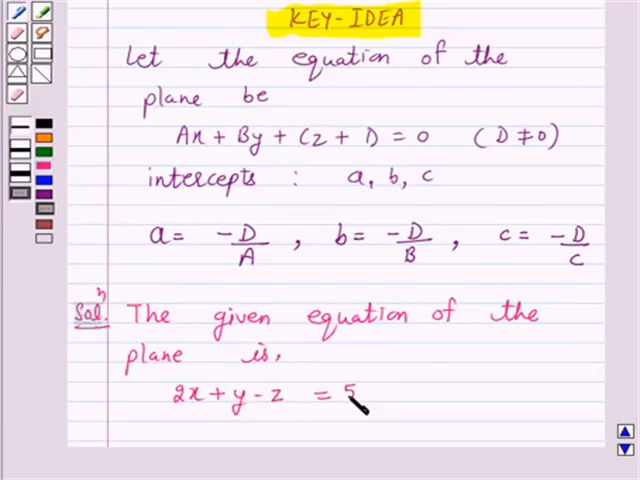 KEY-IDEA
Let the equation of the
plane be
Ax + By + Cz + D = 0 (D ≠ 0)
intercepts : a, b, c
a = -D/A , b = -D/B , c = -D/C
Solⁿ. The given equation of the
plane is,
2x + y - z = 5